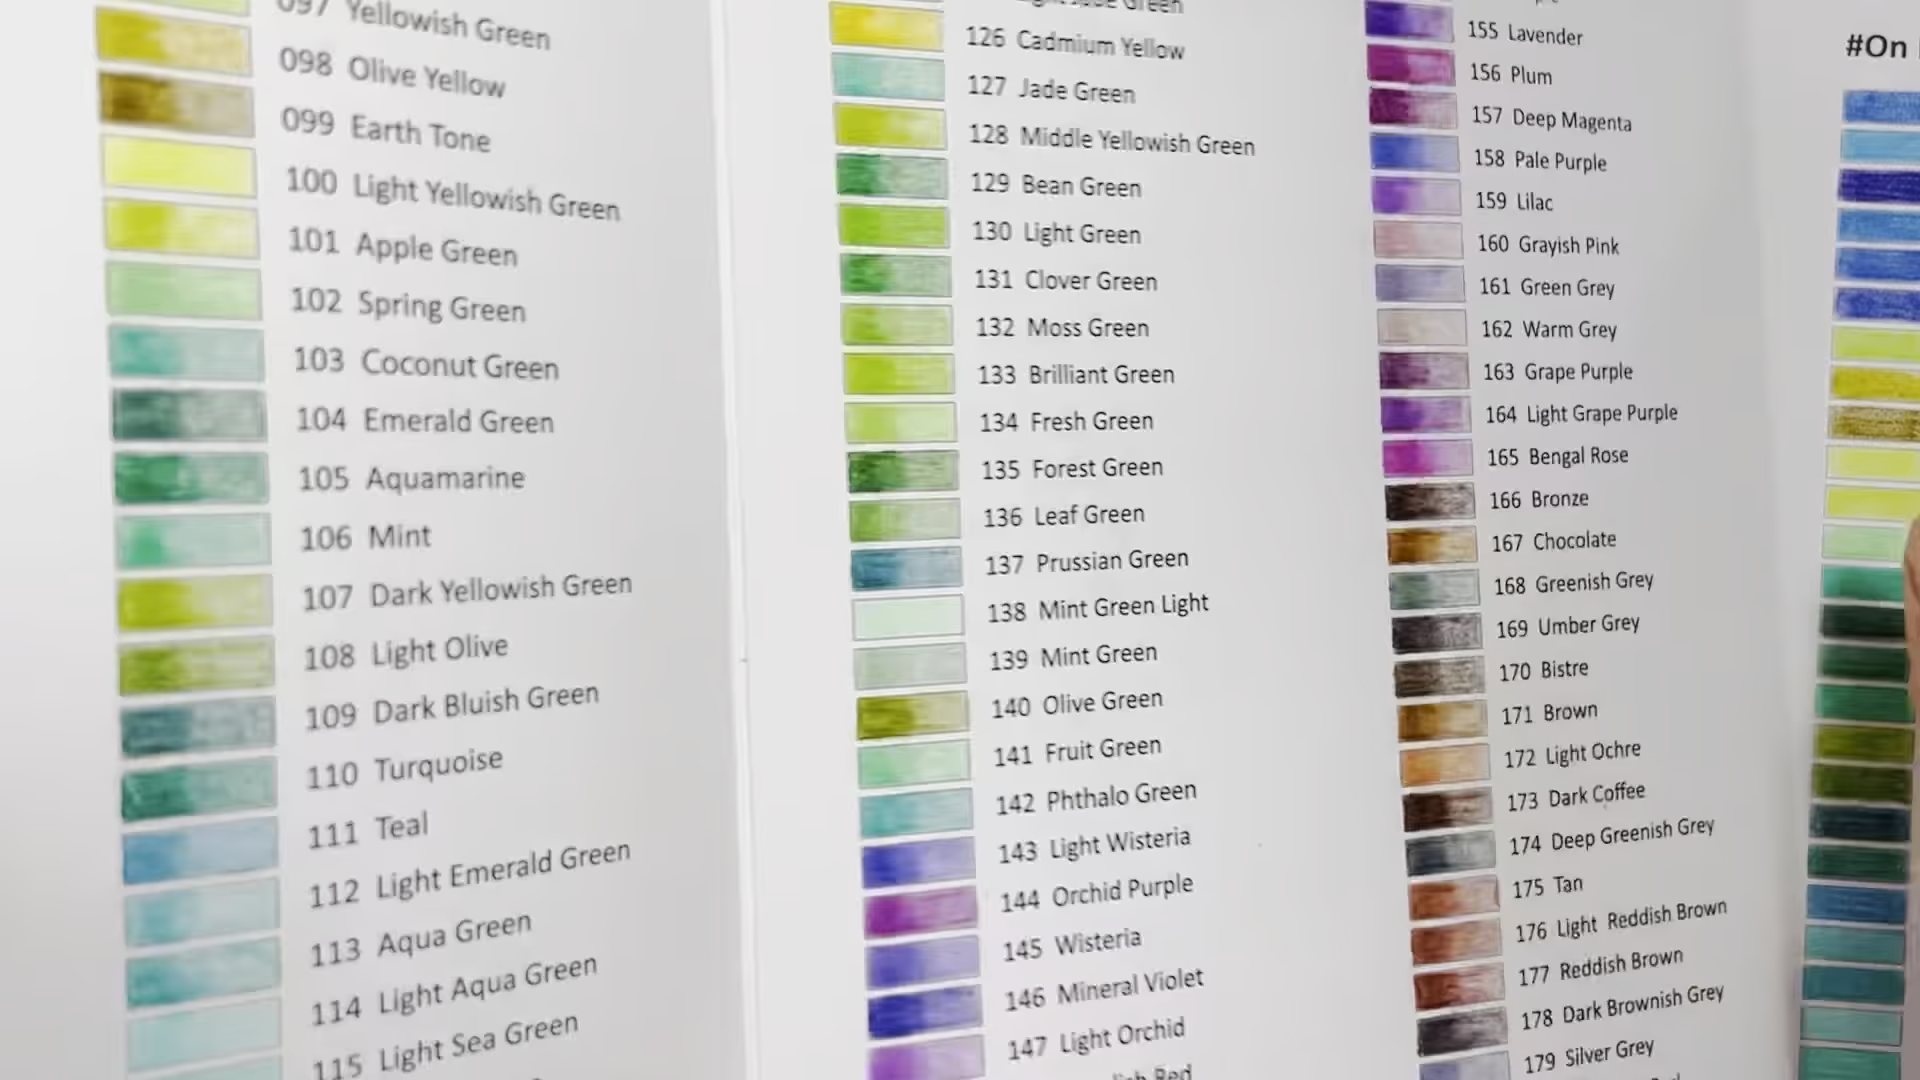 097 Yellowish Green
098 Olive Yellow
099 Earth Tone
100 Light Yellowish Green
101 Apple Green
102 Spring Green
103 Coconut Green
104 Emerald Green
105 Aquamarine
106 Mint
107 Dark Yellowish Green
108 Light Olive
109 Dark Bluish Green
110 Turquoise
111 Teal
112 Light Emerald Green
113 Aqua Green
114 Light Aqua Green
115 Light Sea Green
Green
126 Cadmium Yellow
127 Jade Green
128 Middle Yellowish Green
129 Bean Green
130 Light Green
131 Clover Green
132 Moss Green
133 Brilliant Green
134 Fresh Green
135 Forest Green
136 Leaf Green
137 Prussian Green
138 Mint Green Light
139 Mint Green
140 Olive Green
141 Fruit Green
142 Phthalo Green
143 Light Wisteria
144 Orchid Purple
145 Wisteria
146 Mineral Violet
147 Light Orchid
Red
155 Lavender
156 Plum
157 Deep Magenta
158 Pale Purple
159 Lilac
160 Grayish Pink
161 Green Grey
162 Warm Grey
163 Grape Purple
164 Light Grape Purple
165 Bengal Rose
166 Bronze
167 Chocolate
168 Greenish Grey
169 Umber Grey
170 Bistre
171 Brown
172 Light Ochre
173 Dark Coffee
174 Deep Greenish Grey
175 Tan
176 Light Reddish Brown
177 Reddish Brown
178 Dark Brownish Grey
179 Silver Grey
#On